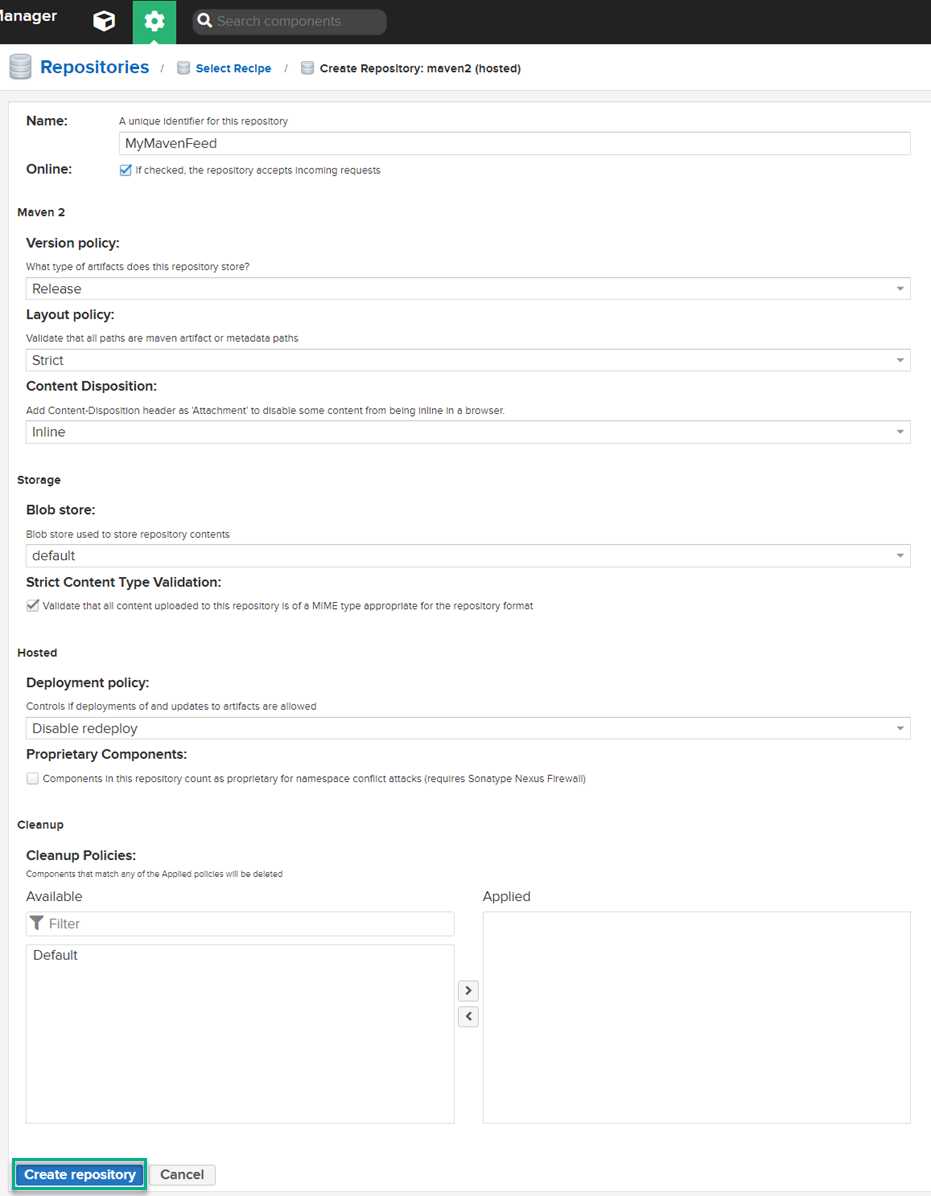 Manager
Search components
Repositories / Select Recipe / Create Repository: maven2 (hosted)
Name: A unique identifier for this repository
MyMavenFeed
Online: If checked, the repository accepts incoming requests
Maven 2
Version policy:
What type of artifacts does this repository store?
Release
Layout policy:
Validate that all paths are maven artifact or metadata paths
Strict
Content Disposition:
Add Content-Disposition header as 'Attachment' to disable some content from being inline in a browser.
Inline
Storage
Blob store:
Blob store used to store repository contents
default
Strict Content Type Validation:
Validate that all content uploaded to this repository is of a MIME type appropriate for the repository format
Hosted
Deployment policy:
Controls if deployments of and updates to artifacts are allowed
Disable redeploy
Proprietary Components:
Components in this repository count as proprietary for namespace conflict attacks (requires Sonatype Nexus Firewall)
Cleanup
Cleanup Policies:
Components that match any of the Applied policies will be deleted
Available Applied
Filter
Default
Create repository Cancel